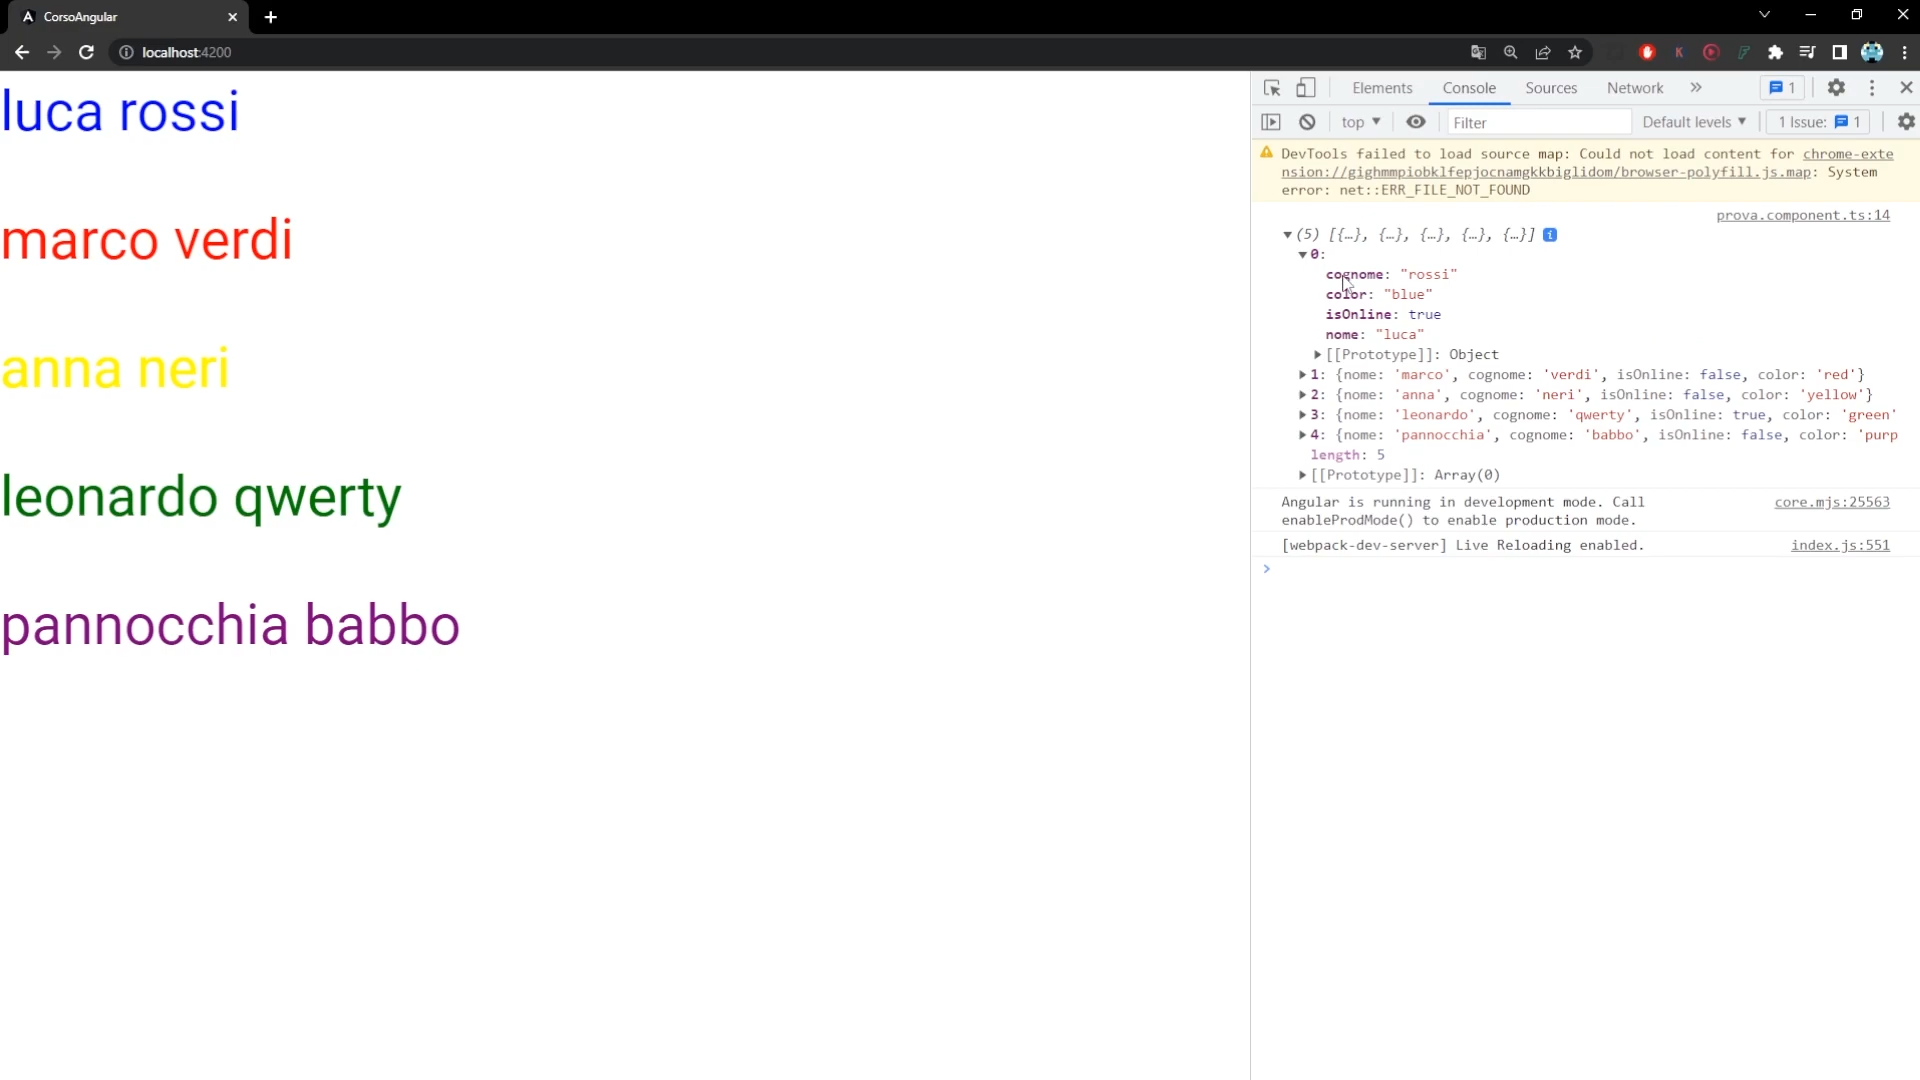 CorsoAngular
localhost:4200
luca rossi
marco verdi
anna neri
leonardo qwerty
pannocchia babbo
Elements Console Sources Network 1
top Filter Default levels 1 Issue: 1
DevTools failed to load source map: Could not load content for chrome-exte
nsion://gighmmpiobklfepjocnamgkkbiglidom/browser-polyfill.js.map: System
error: net::ERR_FILE_NOT_FOUND
prova.component.ts:14
(5) [{…}, {…}, {…}, {…}, {…}]
0:
cognome: "rossi"
color: "blue"
isOnline: true
nome: "luca"
[[Prototype]]: Object
1: {nome: 'marco', cognome: 'verdi', isOnline: false, color: 'red'}
2: {nome: 'anna', cognome: 'neri', isOnline: false, color: 'yellow'}
3: {nome: 'leonardo', cognome: 'qwerty', isOnline: true, color: 'green'
4: {nome: 'pannocchia', cognome: 'babbo', isOnline: false, color: 'purp
length: 5
[[Prototype]]: Array(0)
Angular is running in development mode. Call core.mjs:25563
enableProdMode() to enable production mode.
[webpack-dev-server] Live Reloading enabled. index.js:551